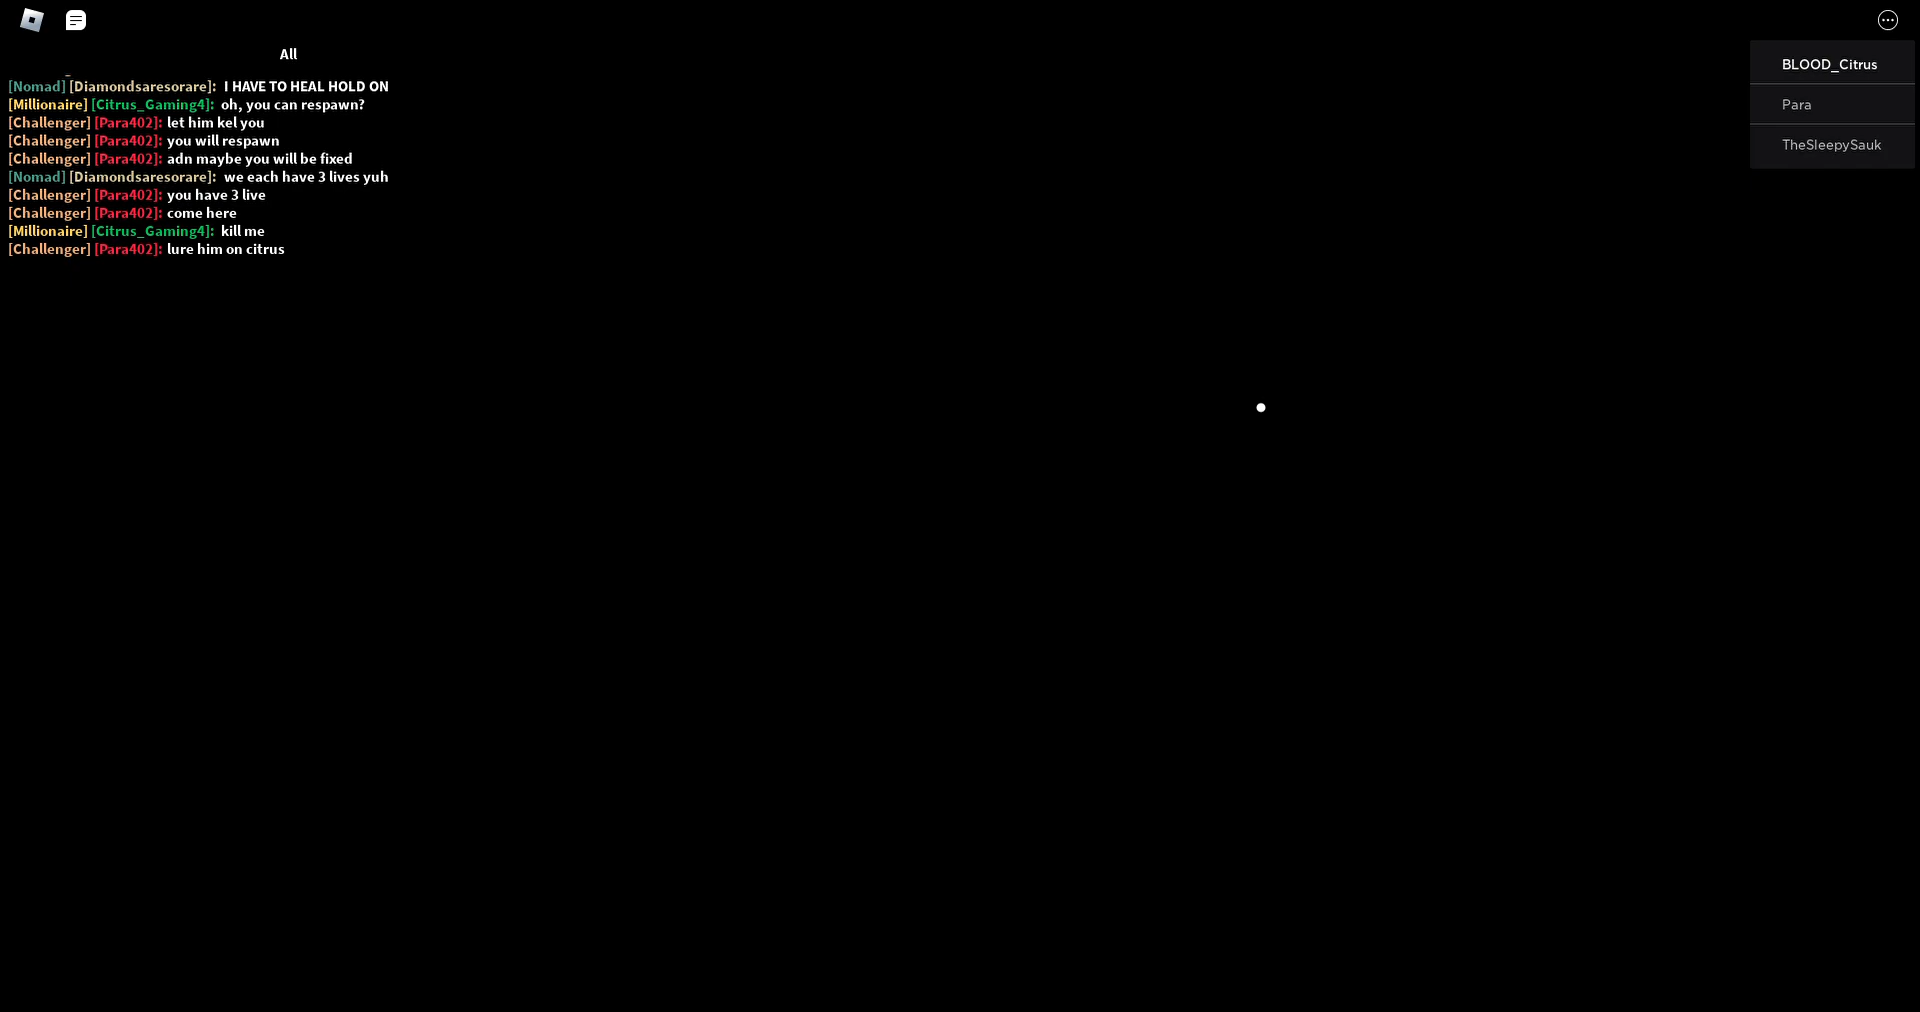 All
[Nomad] [Diamondsaresorare]: I HAVE TO HEAL HOLD ON
[Millionaire] [Citrus_Gaming4]: oh, you can respawn?
[Challenger] [Para402]: let him kel you
[Challenger] [Para402]: you will respawn
[Challenger] [Para402]: adn maybe you will be fixed
[Nomad] [Diamondsaresorare]: we each have 3 lives yuh
[Challenger] [Para402]: you have 3 live
[Challenger] [Para402]: come here
[Millionaire] [Citrus_Gaming4]: kill me
[Challenger] [Para402]: lure him on citrus
BLOOD_Citrus
Para
TheSleepySauk